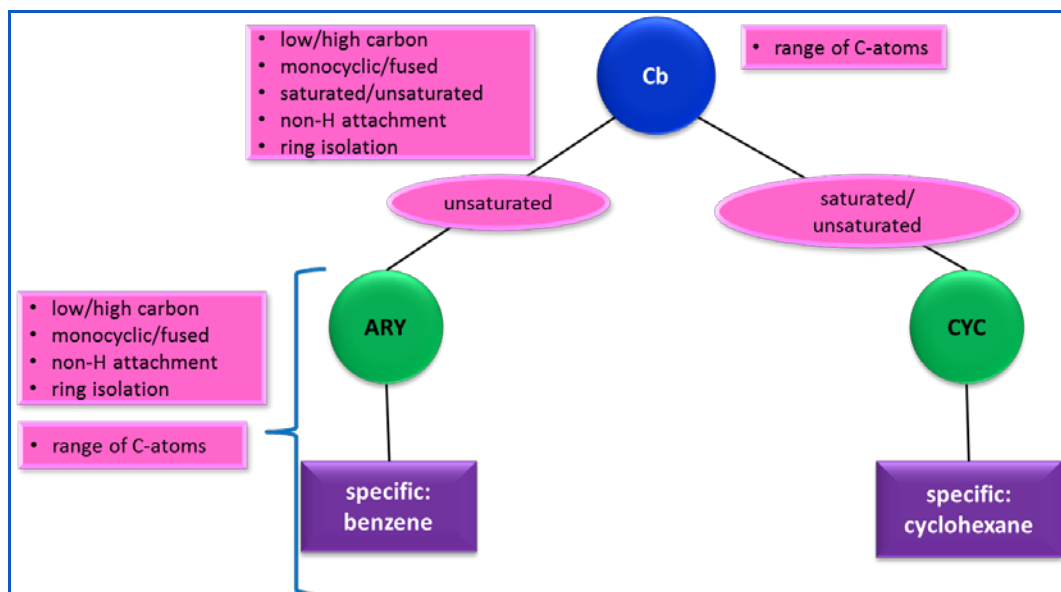 • low/high carbon
• monocyclic/fused
• saturated/unsaturated
• non-H attachment
• ring isolation
Cb
• range of C-atoms
unsaturated
saturated/
unsaturated
• low/high carbon
• monocyclic/fused
• non-H attachment
• ring isolation
• range of C-atoms
ARY
CYC
specific:
benzene
specific:
cyclohexane